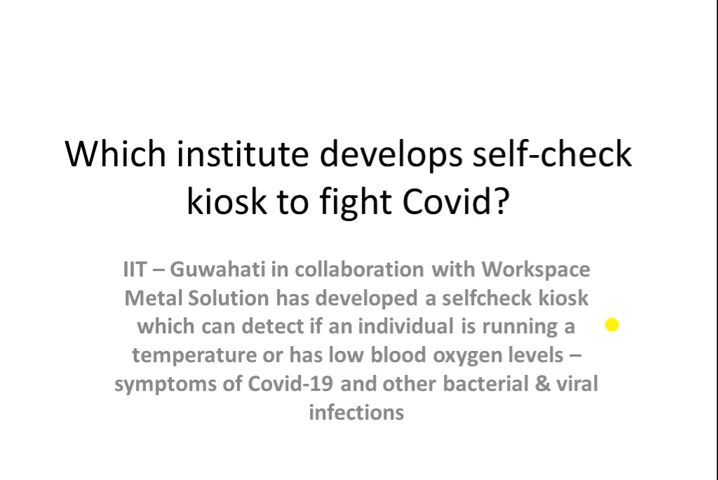 Which institute develops self-check
kiosk to fight Covid?
IIT – Guwahati in collaboration with Workspace
Metal Solution has developed a selfcheck kiosk
which can detect if an individual is running a
temperature or has low blood oxygen levels –
symptoms of Covid-19 and other bacterial & viral
infections